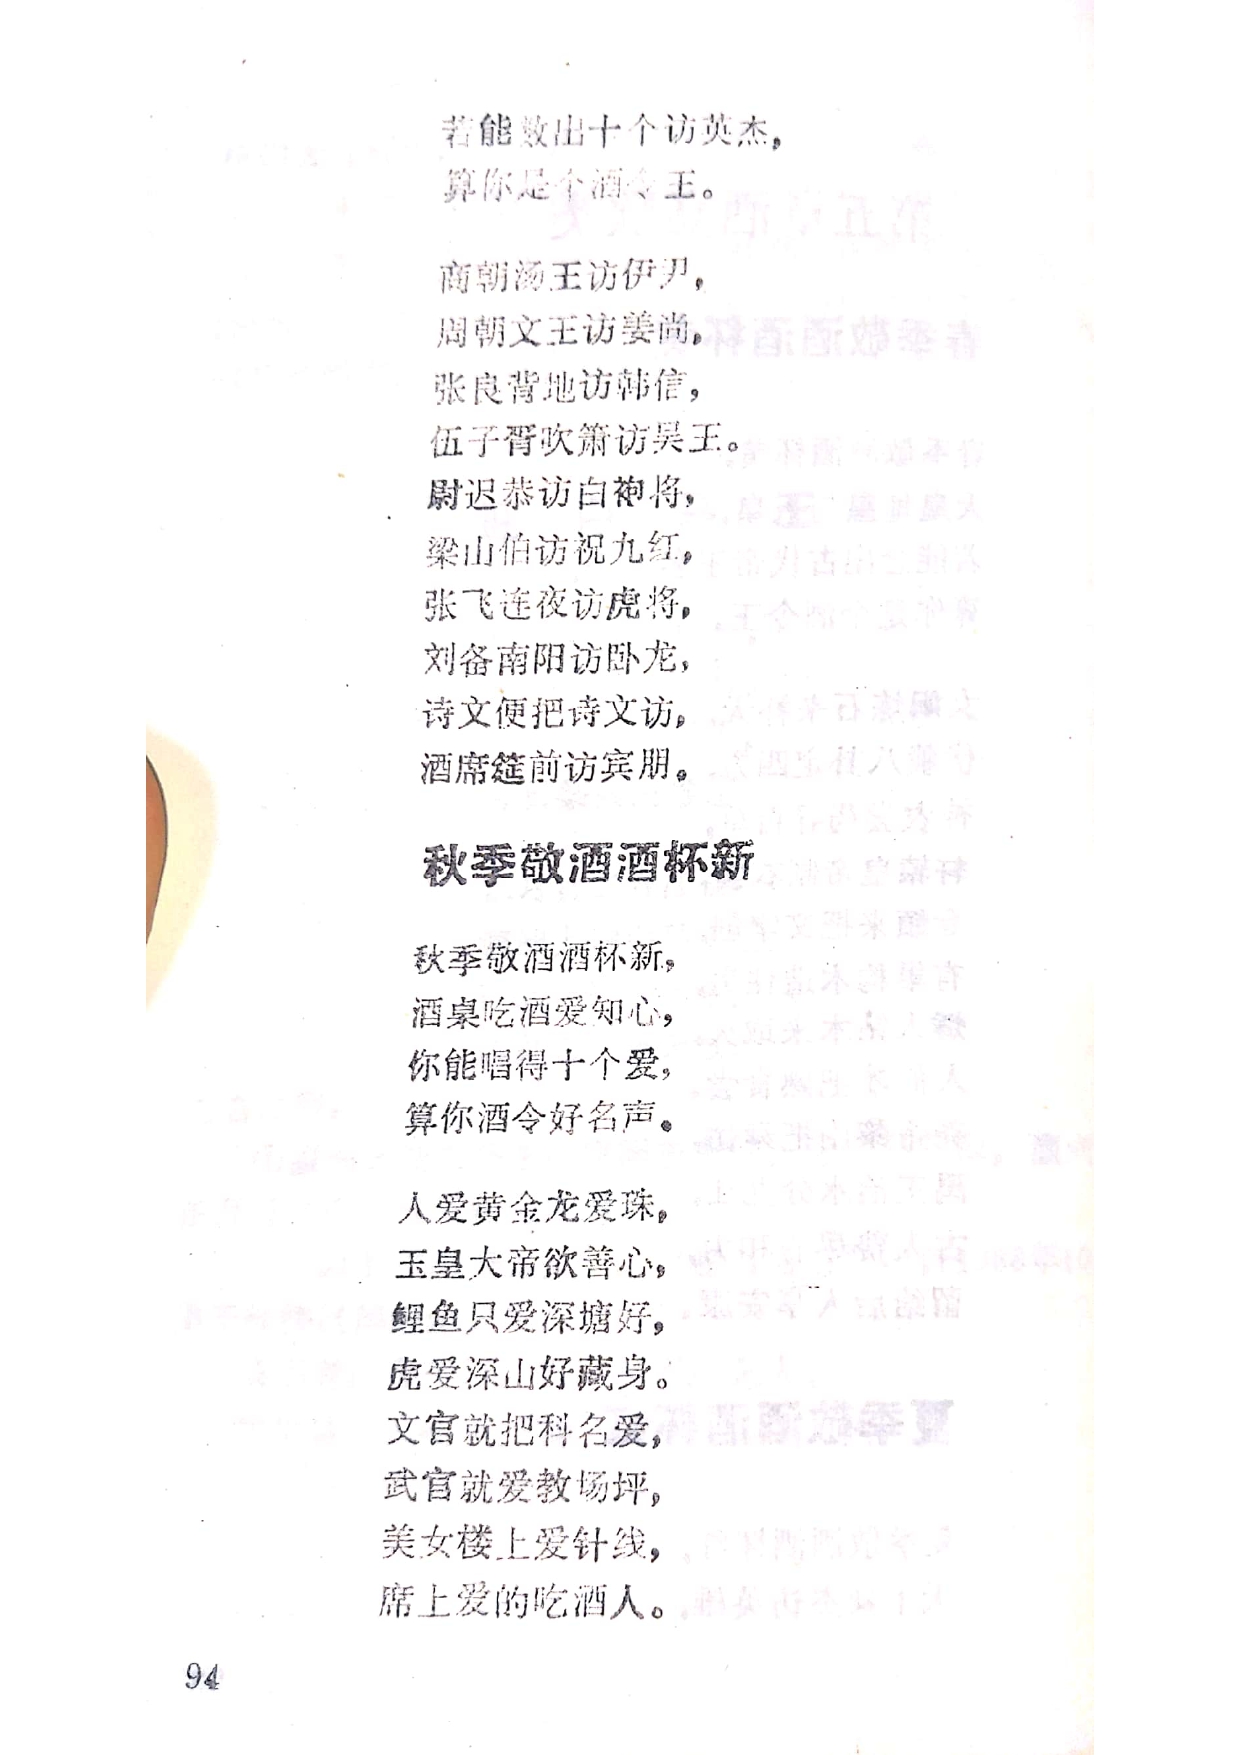 若能数出十个访英杰，
算你是个酒令王。
商朝汤王访伊尹，
周朝文王访姜尚，
张良背地访韩信，
伍子胥吹箫访吴王。
尉迟恭访白袍将，
梁山伯访祝九红，
张飞连夜访虎将，
刘备南阳访卧龙，
诗文便把诗文访，
酒席筵前访宾朋。
秋季敬酒酒杯新
秋季敬酒酒杯新，
酒桌吃酒爱知心，
你能唱得十个爱，
算你酒令好名声。
人爱黄金龙爱珠，
玉皇大帝欲善心，
鲤鱼只爱深塘好，
虎爱深山好藏身。
文官就把科名爱，
武官就爱教场坪，
美女楼上爱针线，
席上爱的吃酒人。
94